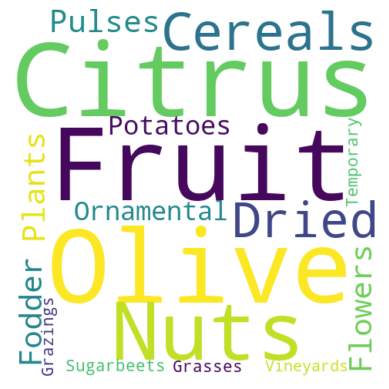 Pulses
Cereals
Citrus
Potatoes
Temporary
Fruit
Plants
Ornamental
Dried
Olive
Flowers
Fodder
Grazings
Nuts
Sugarbeets
Grasses
Vineyards